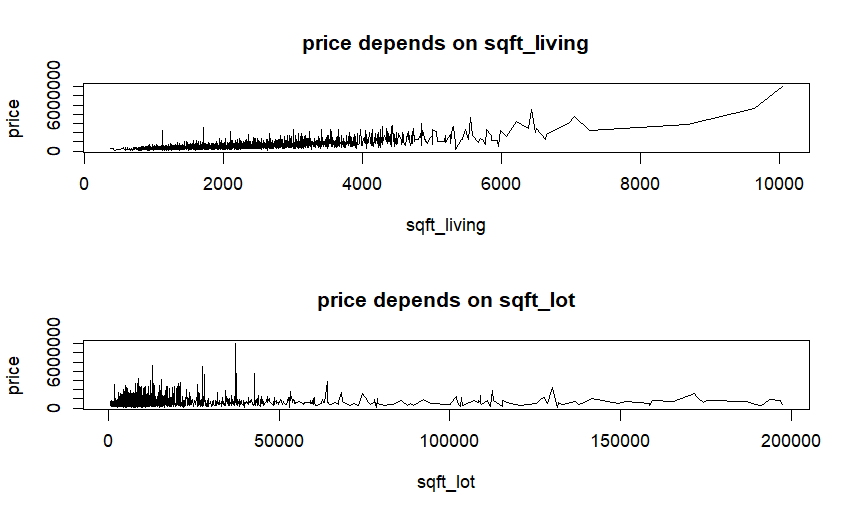 price depends on sqft_living
price
0 6000000
0 2000 4000 6000 8000 10000
sqft_living
price depends on sqft_lot
price
0 6000000
0 50000 100000 150000 200000
sqft_lot